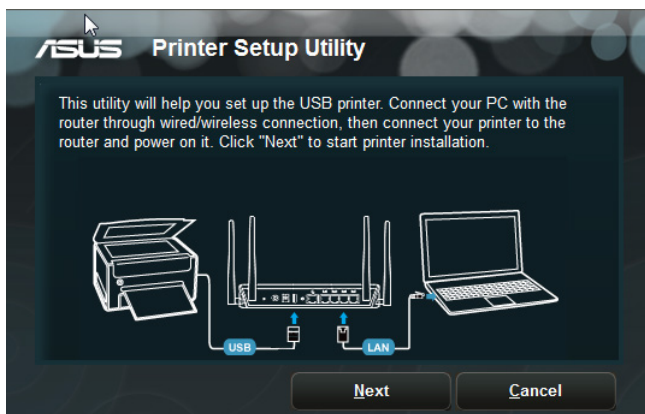 ASUS Printer Setup Utility
This utility will help you set up the USB printer. Connect your PC with the
router through wired/wireless connection, then connect your printer to the
router and power on it. Click "Next" to start printer installation.
USB
LAN
Next
Cancel